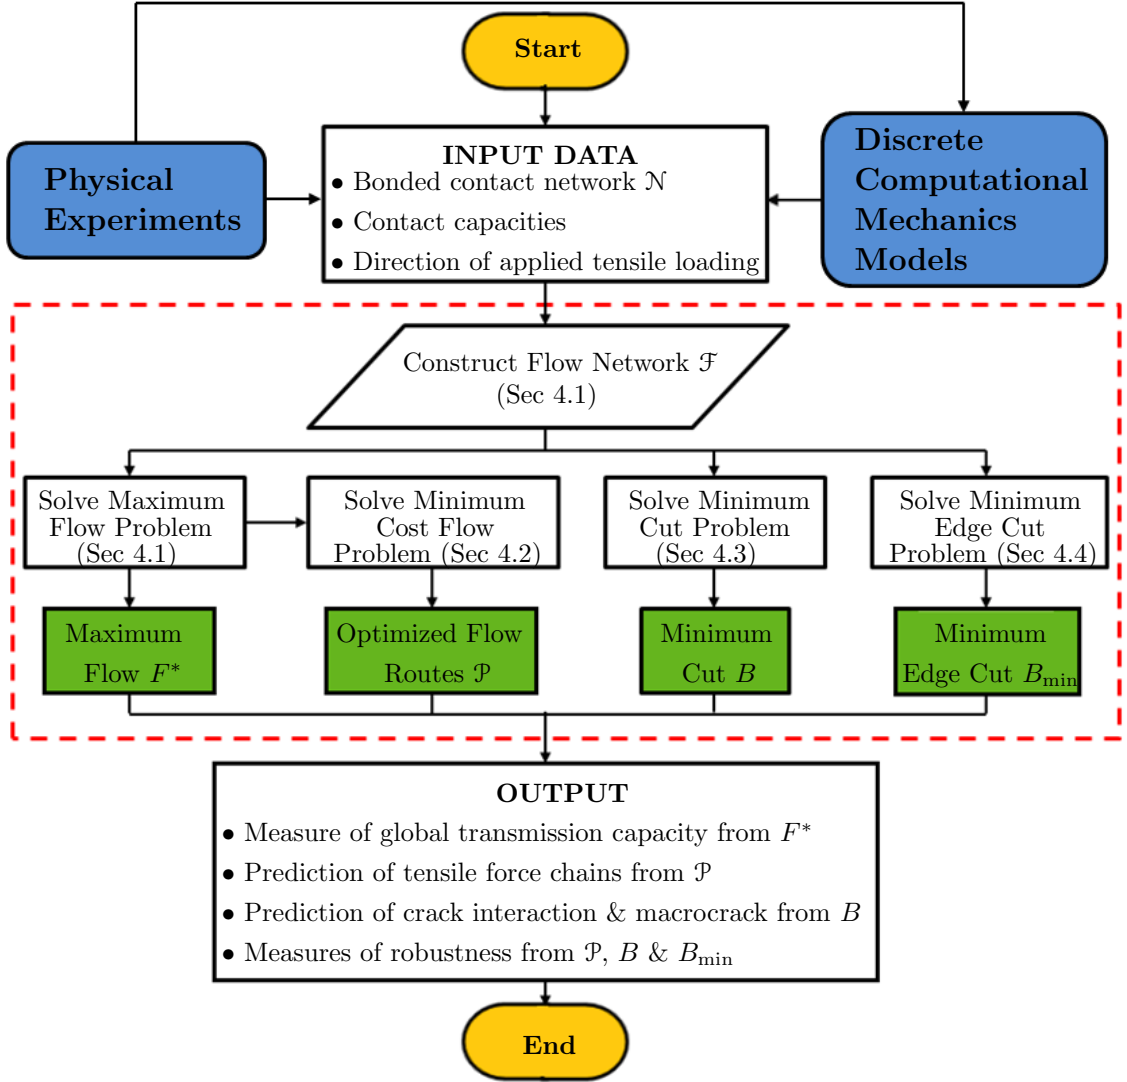 Start
Physical
Experiments
INPUT DATA
• Bonded contact network 𝒩
• Contact capacities
• Direction of applied tensile loading
Discrete
Computational
Mechanics
Models
Construct Flow Network ℱ
(Sec 4.1)
Solve Maximum
Flow Problem
(Sec 4.1)
Solve Minimum
Cost Flow
Problem (Sec 4.2)
Solve Minimum
Cut Problem
(Sec 4.3)
Solve Minimum
Edge Cut
Problem (Sec 4.4)
Maximum
Flow F*
Optimized Flow
Routes 𝒫
Minimum
Cut B
Minimum
Edge Cut B_min
OUTPUT
• Measure of global transmission capacity from F*
• Prediction of tensile force chains from 𝒫
• Prediction of crack interaction & macrocrack from B
• Measures of robustness from 𝒫, B & B_min
End